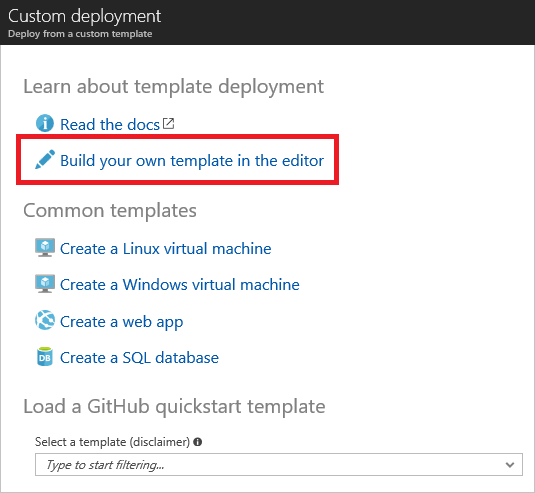 Custom deployment
Deploy from a custom template
Learn about template deployment
Read the docs
Build your own template in the editor
Common templates
Create a Linux virtual machine
Create a Windows virtual machine
Create a web app
DB Create a SQL database
Load a GitHub quickstart template
Select a template (disclaimer)
Type to start filtering...